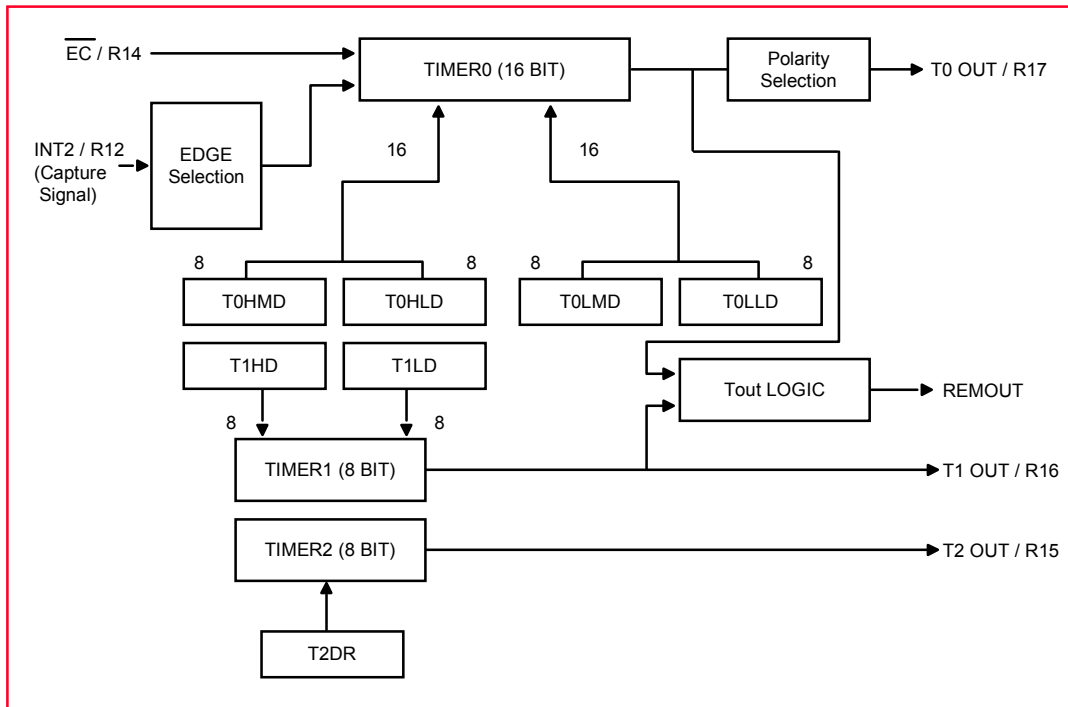 EC / R14
TIMER0 (16 BIT)
Polarity
Selection
T0 OUT / R17
INT2 / R12
(Capture
Signal)
EDGE
Selection
16
16
8
8
8
8
T0HMD
T0HLD
T0LMD
T0LLD
T1HD
T1LD
Tout LOGIC
REMOUT
8
8
TIMER1 (8 BIT)
T1 OUT / R16
TIMER2 (8 BIT)
T2 OUT / R15
T2DR